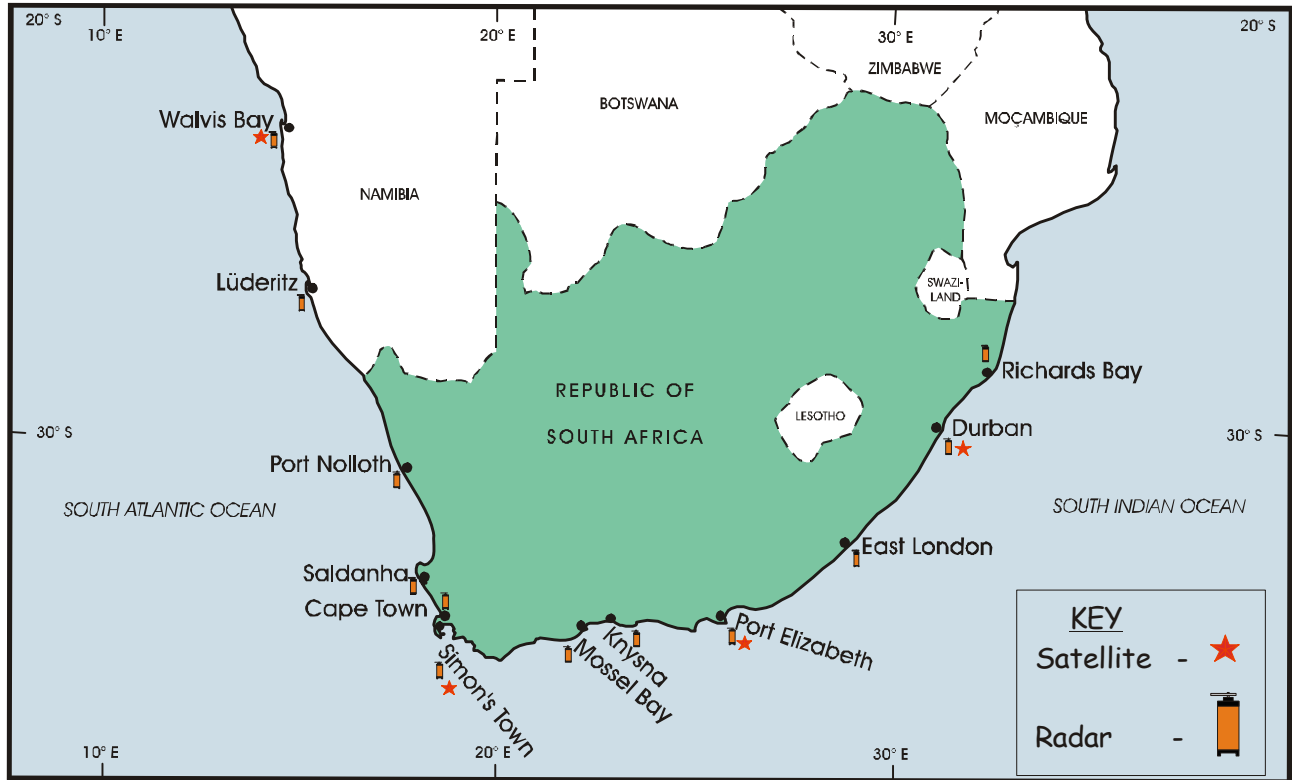 20° S
10° E
20° E
30° E
20° S
ZIMBABWE
BOTSWANA
MOÇAMBIQUE
Walvis Bay
NAMIBIA
Lüderitz
SWAZI-
LAND
Richards Bay
REPUBLIC OF
SOUTH AFRICA
LESOTHO
Durban
30° S
30° S
Port Nolloth
SOUTH ATLANTIC OCEAN
SOUTH INDIAN OCEAN
East London
Saldanha
Cape Town
Simon's Town
Mossel Bay
Knysna
Port Elizabeth
KEY
Satellite -
Radar -
10° E
20° E
30° E